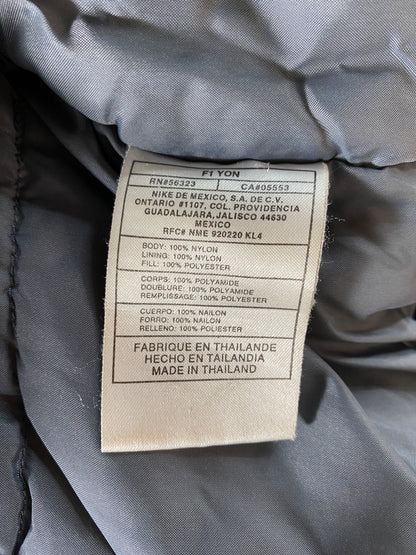 F1 YON
RN#56323 CA#05553
NIKE DE MEXICO, S.A. DE C.V.
ONTARIO #1107, COL. PROVIDENCIA
GUADALAJARA, JALISCO 44630
MEXICO
RFC# NME 920220 KL4
BODY: 100% NYLON
LINING: 100% NYLON
FILL: 100% POLYESTER
CORPS: 100% POLYAMIDE
DOUBLURE: 100% POLYAMIDE
REMPLISSAGE: 100% POLYESTER
CUERPO: 100% NAILON
FORRO: 100% NAILON
RELLENO: 100% POLIESTER
FABRIQUE EN THAILANDE
HECHO EN TAILANDIA
MADE IN THAILAND